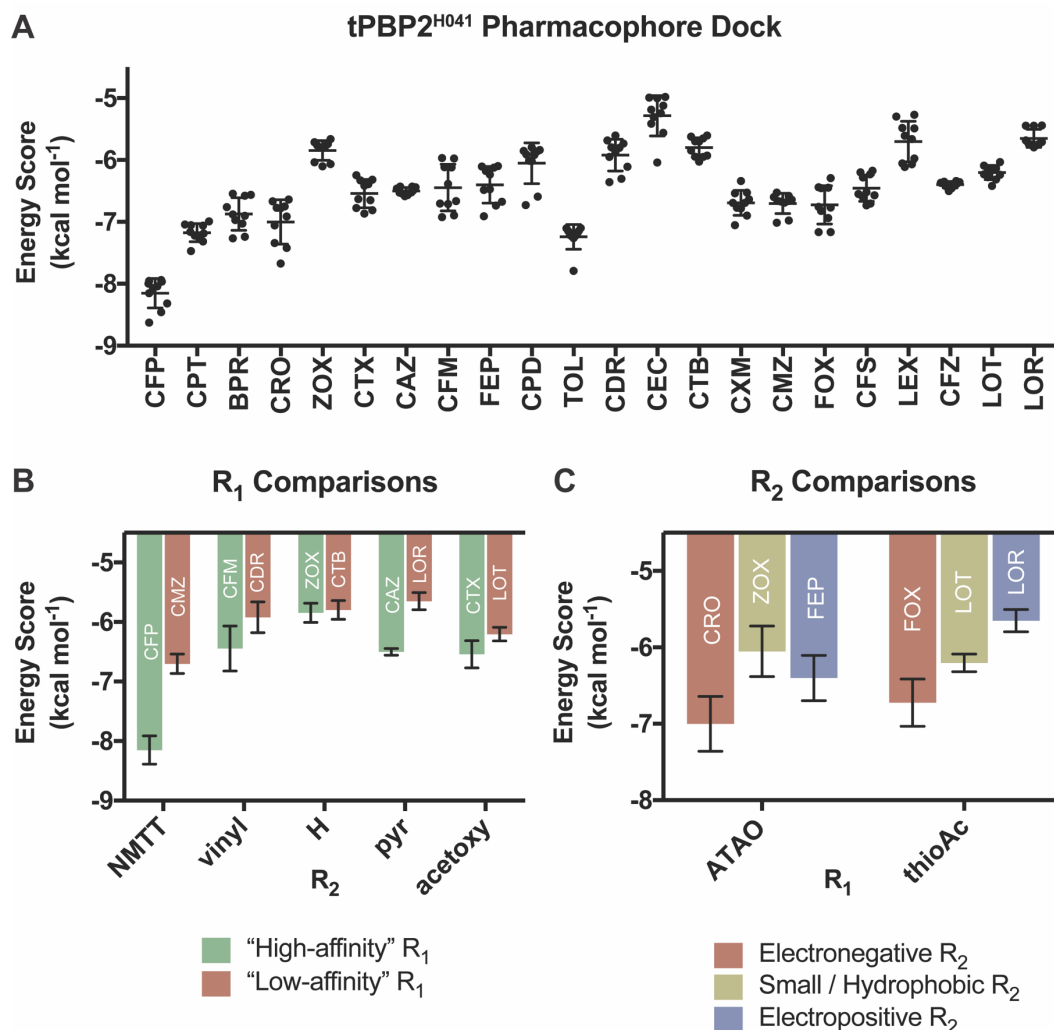 A
tPBP2H041 Pharmacophore Dock
Energy Score
(kcal mol-1)
-5
-6
-7
-8
-9
CFP CPT BPR CRO ZOX CTX CAZ CFM FEP CPD TOL CDR CEC CTB CXM CMZ FOX CFS LEX CFZ LOT LOR
B
R1 Comparisons
Energy Score
(kcal mol-1)
-5
-6
-7
-8
-9
CFP CMZ CFM CDR ZOX CTB CAZ LOR CTX LOT
NMTT vinyl H pyr acetoxy
R2
"High-affinity" R1
"Low-affinity" R1
C
R2 Comparisons
Energy Score
(kcal mol-1)
-5
-6
-7
-8
CRO ZOX FEP FOX LOT LOR
ATAO thioAc
R1
Electronegative R2
Small / Hydrophobic R2
Electropositive R2